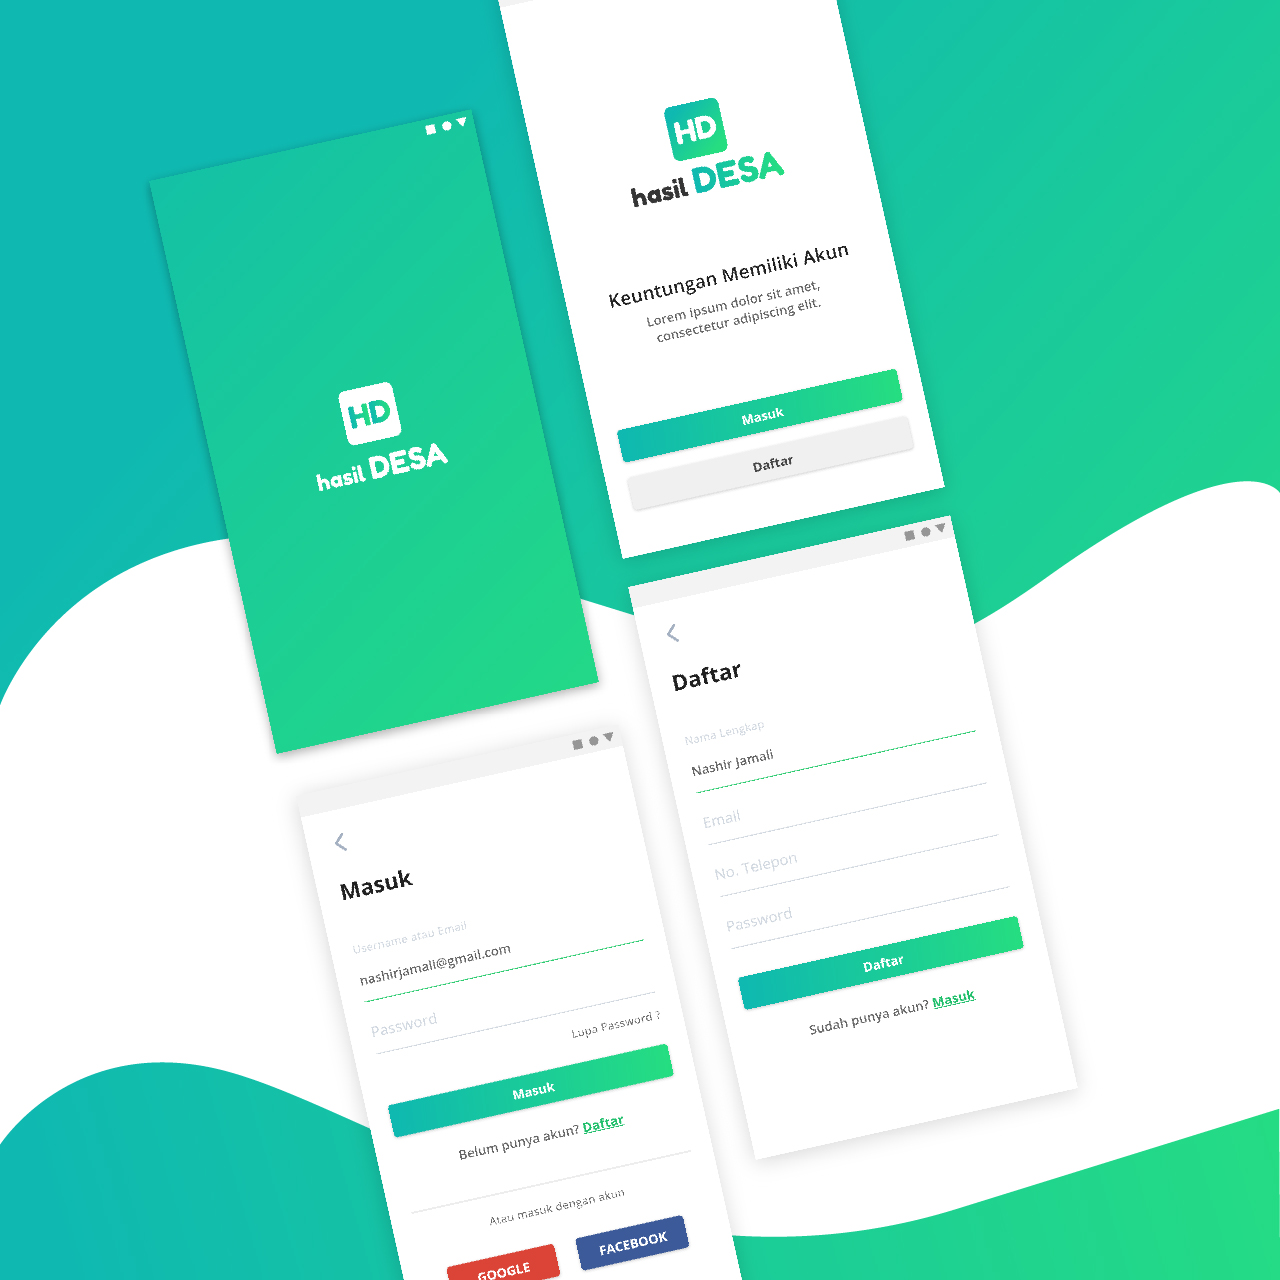 HD
hasil DESA
HD
hasil DESA
Keuntungan Memiliki Akun
Lorem ipsum dolor sit amet,
consectetur adipiscing elit.
Masuk
Daftar
Masuk
Username atau Email
nashirjamali@gmail.com
Password
Lupa Password ?
Masuk
Belum punya akun? Daftar
Atau masuk dengan akun
GOOGLE
FACEBOOK
Daftar
Nama Lengkap
Nashir Jamali
Email
No. Telepon
Password
Daftar
Sudah punya akun? Masuk